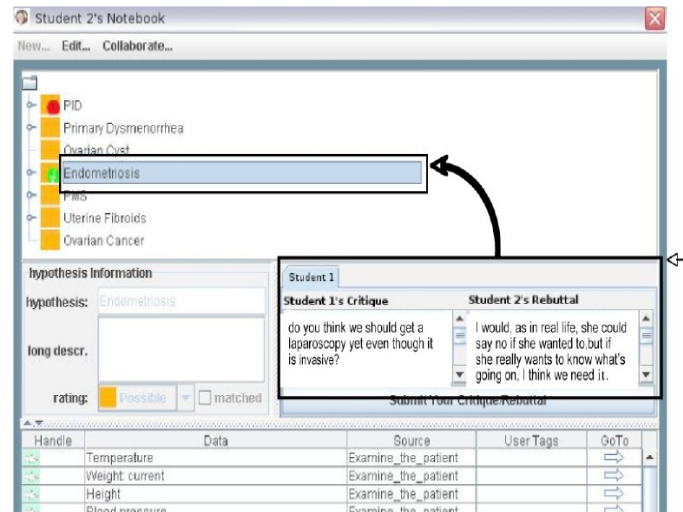 Student 2's Notebook
New... Edit... Collaborate...
PID
Primary Dysmenorrhea
Ovarian Cyst
Endometriosis
PMS
Uterine Fibroids
Ovarian Cancer
hypothesis Information
hypothesis: Endometriosis
long descr.
rating: Possible matched
Student 1
Student 1's Critique
do you think we should get a
laparoscopy yet even though it
is invasive?
Student 2's Rebuttal
I would, as in real life, she could
say no if she wanted to,but if
she really wants to know what's
going on, I think we need it.
Submit Your Critique/Rebuttal
Handle Data Source User Tags GoTo
Temperature Examine_the_patient
Weight: current Examine_the_patient
Height Examine_the_patient
Blood pressure Examine_the_patient